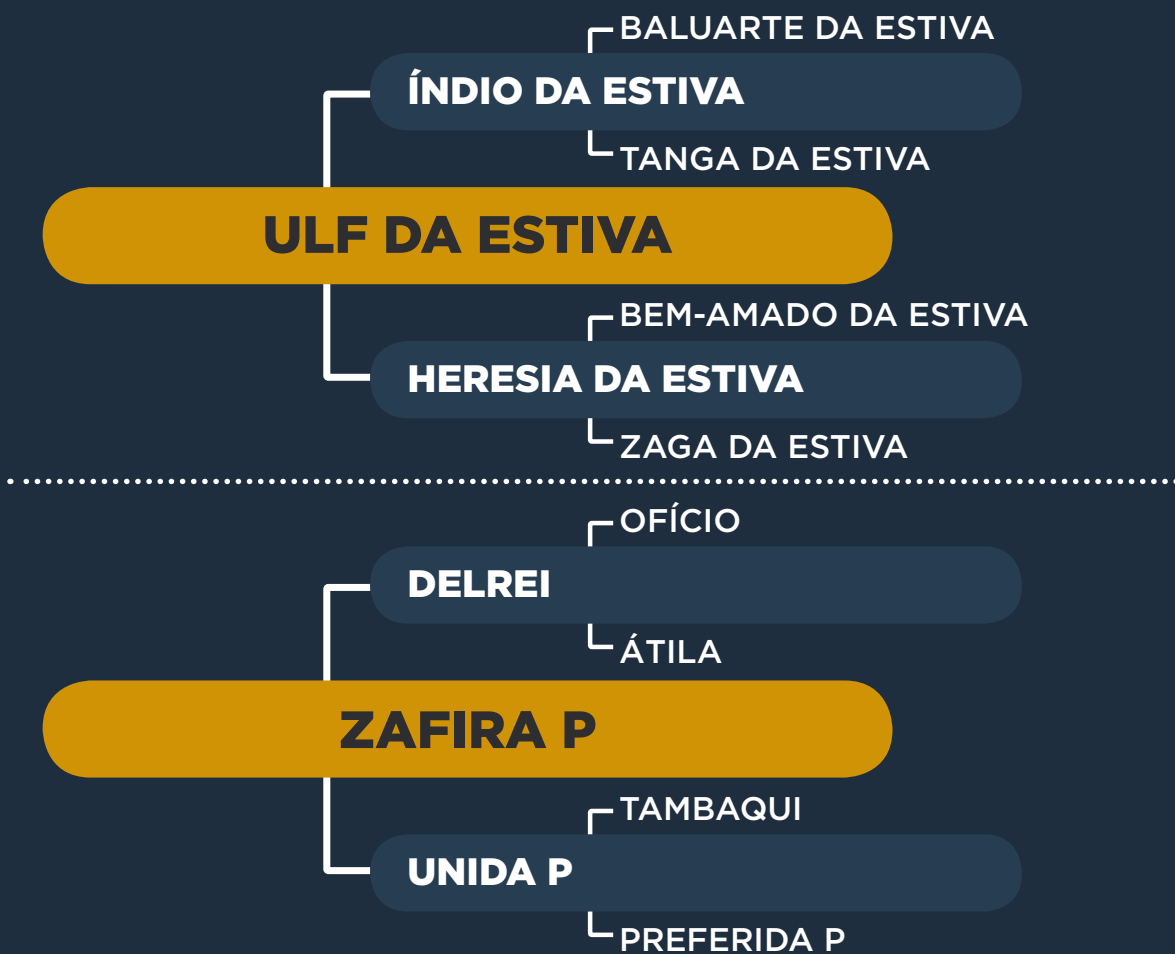 BALUARTE DA ESTIVA
ÍNDIO DA ESTIVA
TANGA DA ESTIVA
ULF DA ESTIVA
BEM-AMADO DA ESTIVA
HERESIA DA ESTIVA
ZAGA DA ESTIVA
OFÍCIO
DELREI
ÁTILA
ZAFIRA P
TAMBAQUI
UNIDA P
PREFERIDA P